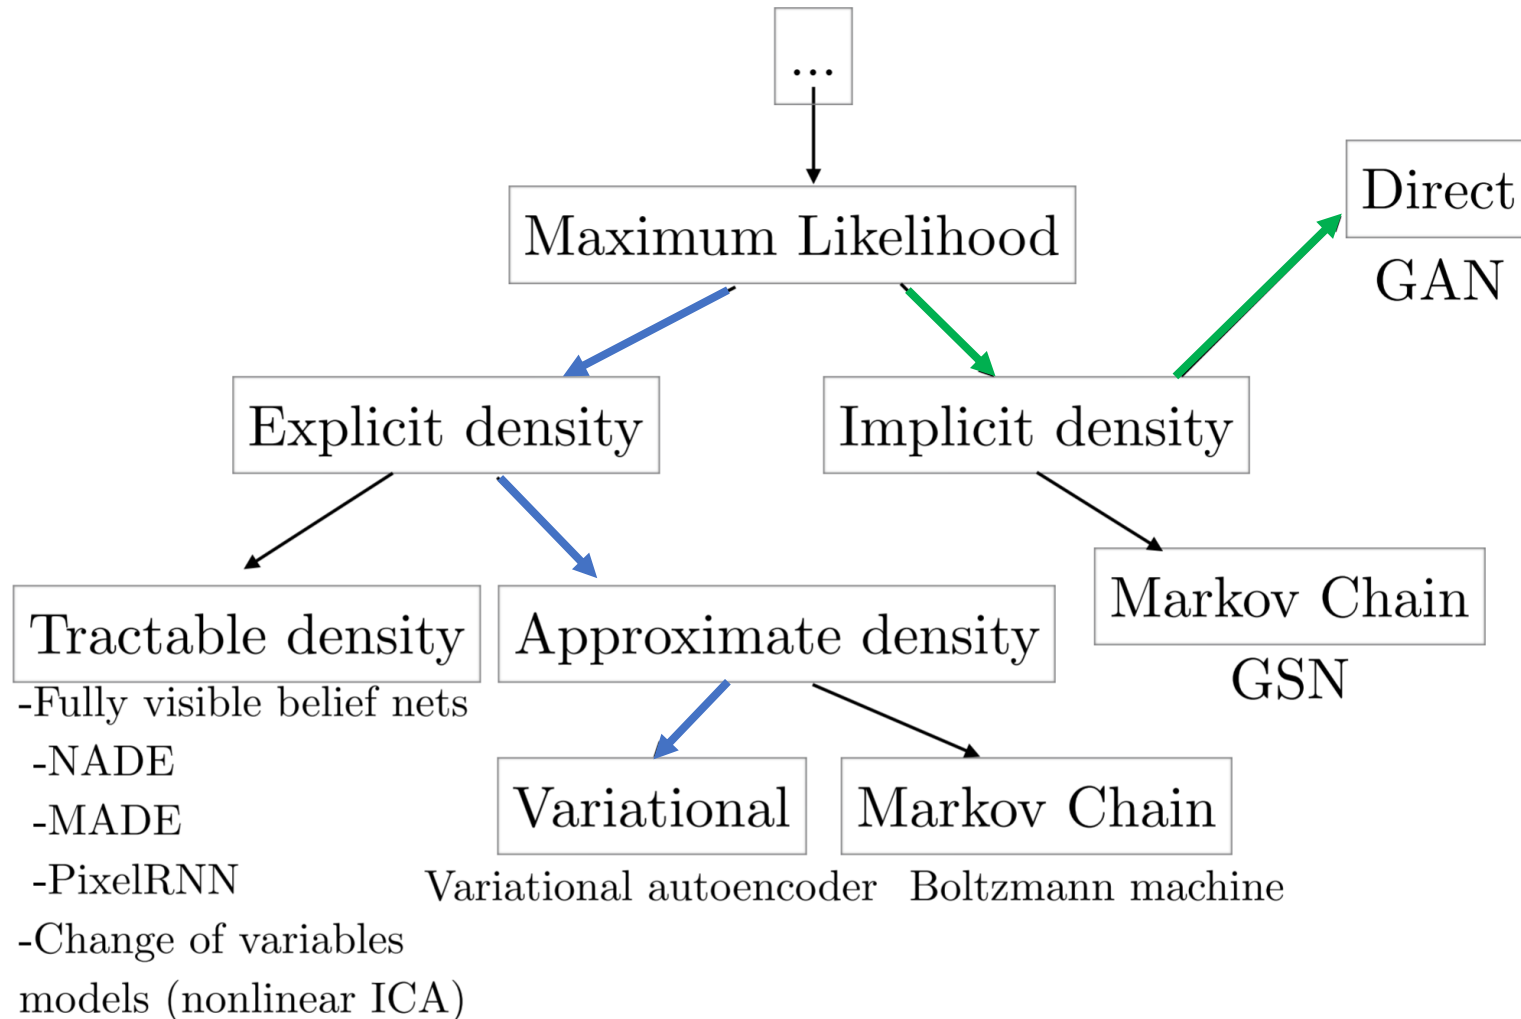 ...
Direct
Maximum Likelihood
GAN
Explicit density
Implicit density
Markov Chain
GSN
Tractable density
Approximate density
-Fully visible belief nets
-NADE
-MADE
-PixelRNN
-Change of variables
models (nonlinear ICA)
Variational
Markov Chain
Variational autoencoder
Boltzmann machine